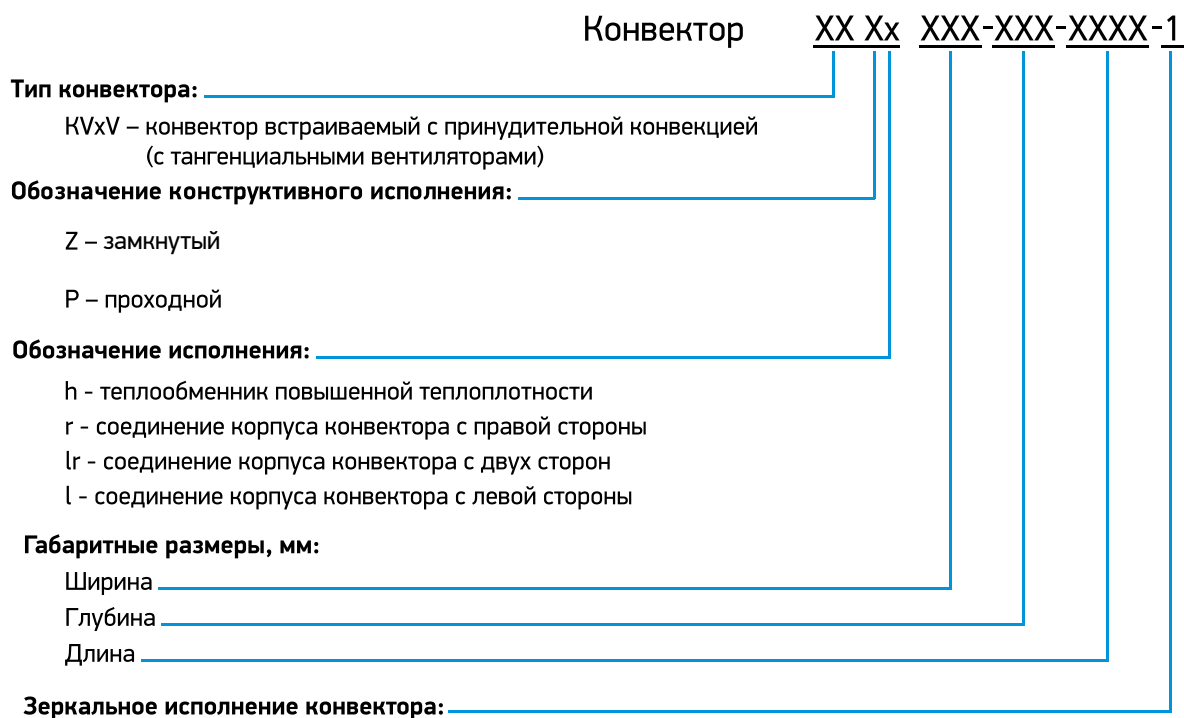 Конвектор XX Xx XXX-XXX-XXXX-1
Тип конвектора:
KVxV – конвектор встраиваемый с принудительной конвекцией
(с тангенциальными вентиляторами)
Обозначение конструктивного исполнения:
Z – замкнутый
P – проходной
Обозначение исполнения:
h - теплообменник повышенной теплоплотности
r - соединение корпуса конвектора с правой стороны
lr - соединение корпуса конвектора с двух сторон
l - соединение корпуса конвектора с левой стороны
Габаритные размеры, мм:
Ширина
Глубина
Длина
Зеркальное исполнение конвектора: